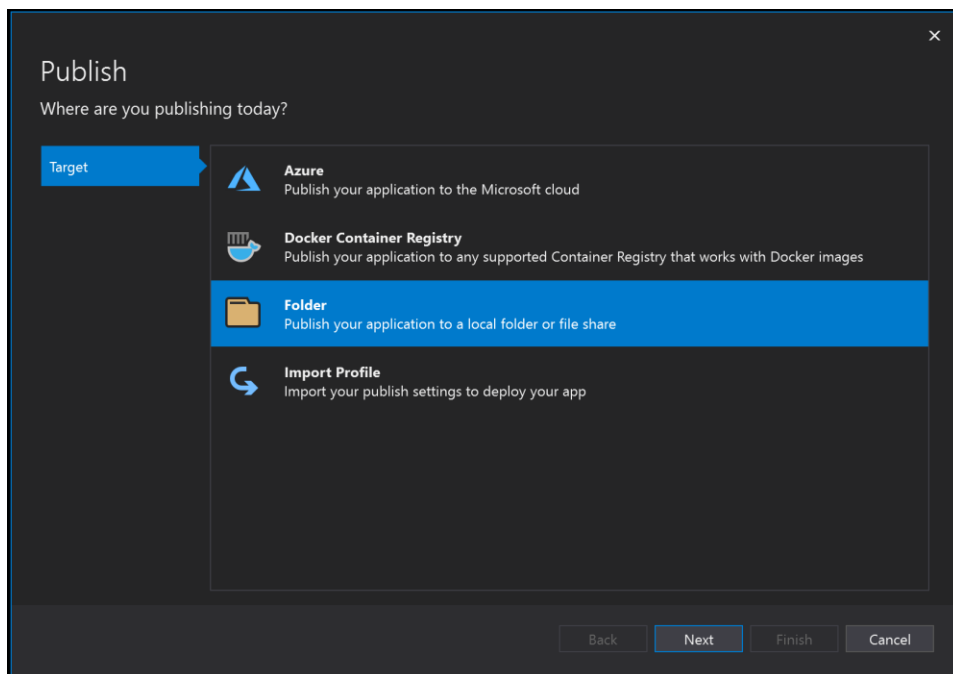 Publish
Where are you publishing today?
Target
Azure
Publish your application to the Microsoft cloud
Docker Container Registry
Publish your application to any supported Container Registry that works with Docker images
Folder
Publish your application to a local folder or file share
Import Profile
Import your publish settings to deploy your app
Back
Next
Finish
Cancel